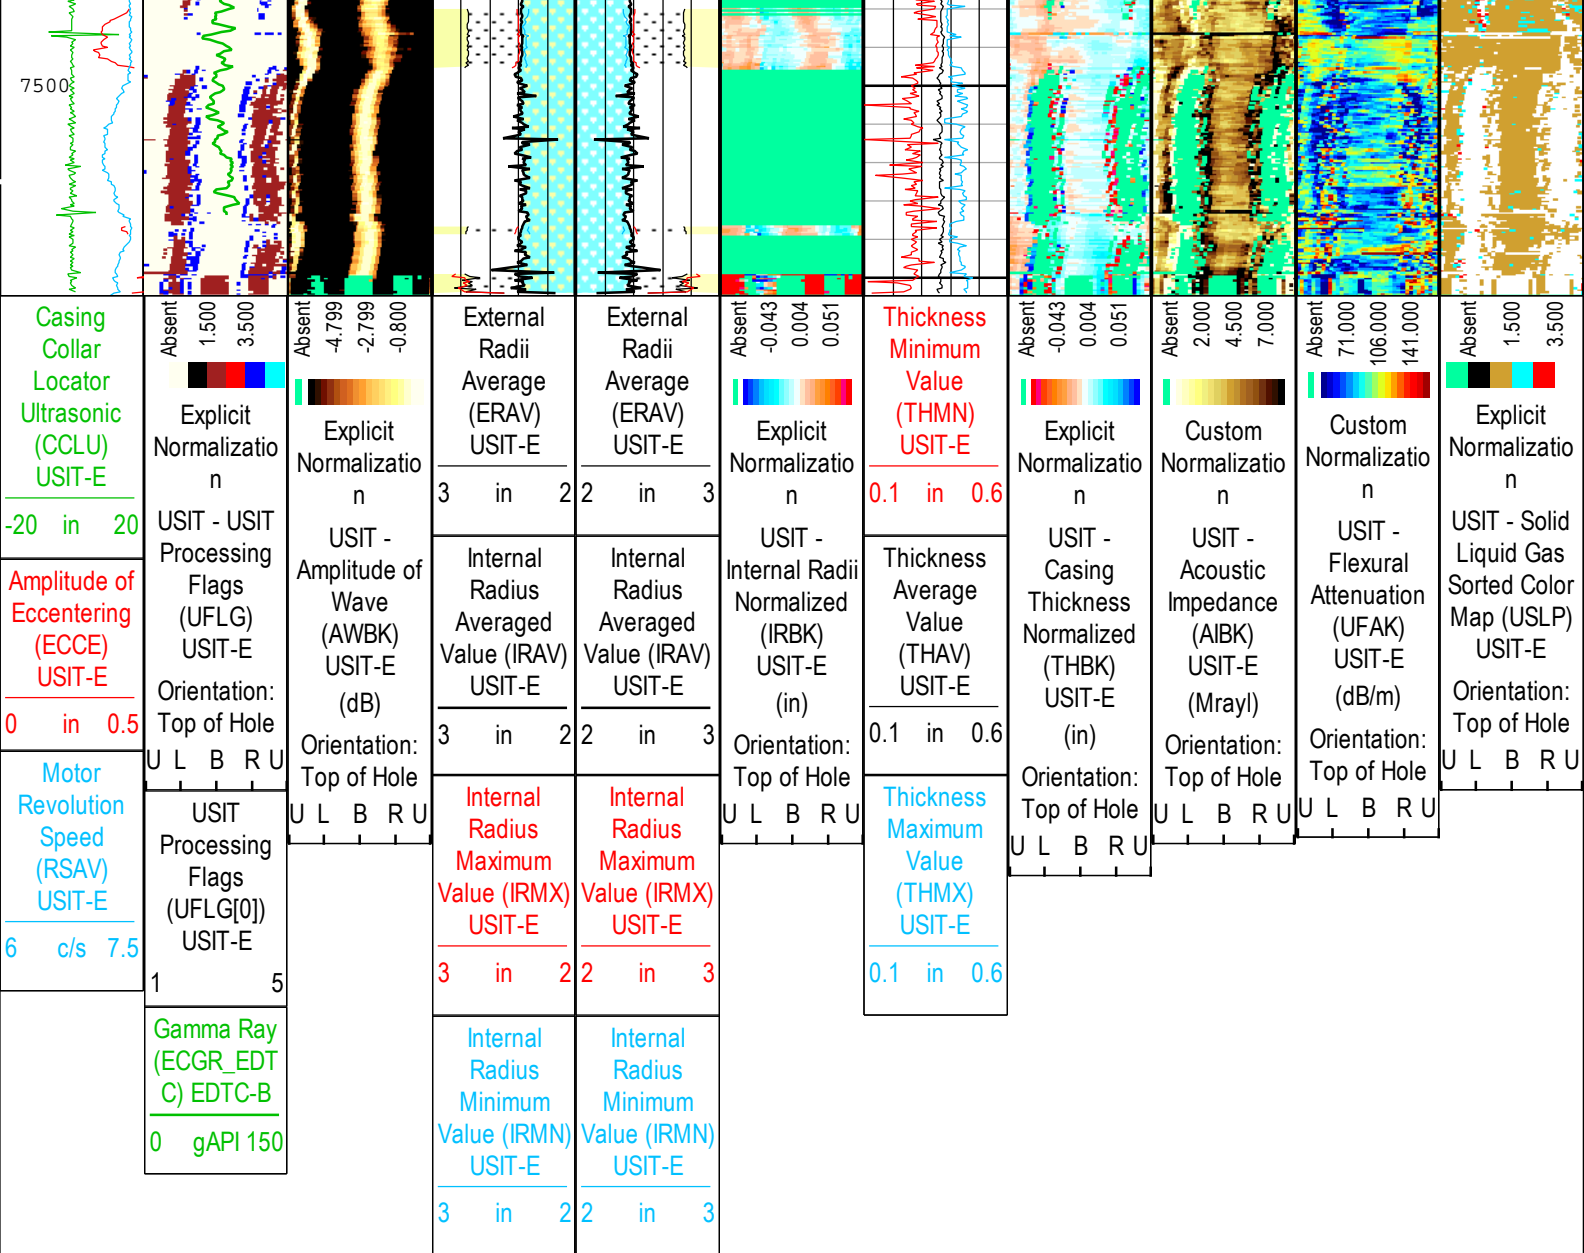 7500
Casing
Collar
Locator
Ultrasonic
(CCLU)
USIT-E
-20 in 20
Amplitude of
Eccentering
(ECCE)
USIT-E
0 in 0.5
Motor
Revolution
Speed
(RSAV)
USIT-E
6 c/s 7.5
Absent 1.500 3.500
Explicit
Normalizatio
n
USIT - USIT
Processing
Flags
(UFLG)
USIT-E
Orientation:
Top of Hole
U L B R U
USIT
Processing
Flags
(UFLG[0])
USIT-E
1 5
Gamma Ray
(ECGR_EDT
C) EDTC-B
0 gAPI 150
Absent -4.799 -2.799 -0.800
Explicit
Normalizatio
n
USIT -
Amplitude of
Wave
(AWBK)
USIT-E
(dB)
Orientation:
Top of Hole
U L B R U
External
Radii
Average
(ERAV)
USIT-E
3 in 2
Internal
Radius
Averaged
Value (IRAV)
USIT-E
3 in 2
Internal
Radius
Maximum
Value (IRMX)
USIT-E
3 in 2
Internal
Radius
Minimum
Value (IRMN)
USIT-E
3 in 2
External
Radii
Average
(ERAV)
USIT-E
2 in 3
Internal
Radius
Averaged
Value (IRAV)
USIT-E
2 in 3
Internal
Radius
Maximum
Value (IRMX)
USIT-E
2 in 3
Internal
Radius
Minimum
Value (IRMN)
USIT-E
2 in 3
Absent -0.043 0.004 0.051
Explicit
Normalizatio
n
USIT -
Internal Radii
Normalized
(IRBK)
USIT-E
(in)
Orientation:
Top of Hole
U L B R U
Thickness
Minimum
Value
(THMN)
USIT-E
0.1 in 0.6
Thickness
Average
Value
(THAV)
USIT-E
0.1 in 0.6
Thickness
Maximum
Value
(THMX)
USIT-E
0.1 in 0.6
Absent -0.043 0.004 0.051
Explicit
Normalizatio
n
USIT -
Casing
Thickness
Normalized
(THBK)
USIT-E
(in)
Orientation:
Top of Hole
U L B R U
Absent 2.000 4.500 7.000
Custom
Normalizatio
n
USIT -
Acoustic
Impedance
(AIBK)
USIT-E
(Mrayl)
Orientation:
Top of Hole
U L B R U
Absent 71.000 106.000 141.000
Custom
Normalizatio
n
USIT -
Flexural
Attenuation
(UFAK)
USIT-E
(dB/m)
Orientation:
Top of Hole
U L B R U
Absent 1.500 3.500
Explicit
Normalizatio
n
USIT - Solid
Liquid Gas
Sorted Color
Map (USLP)
USIT-E
Orientation:
Top of Hole
U L B R U